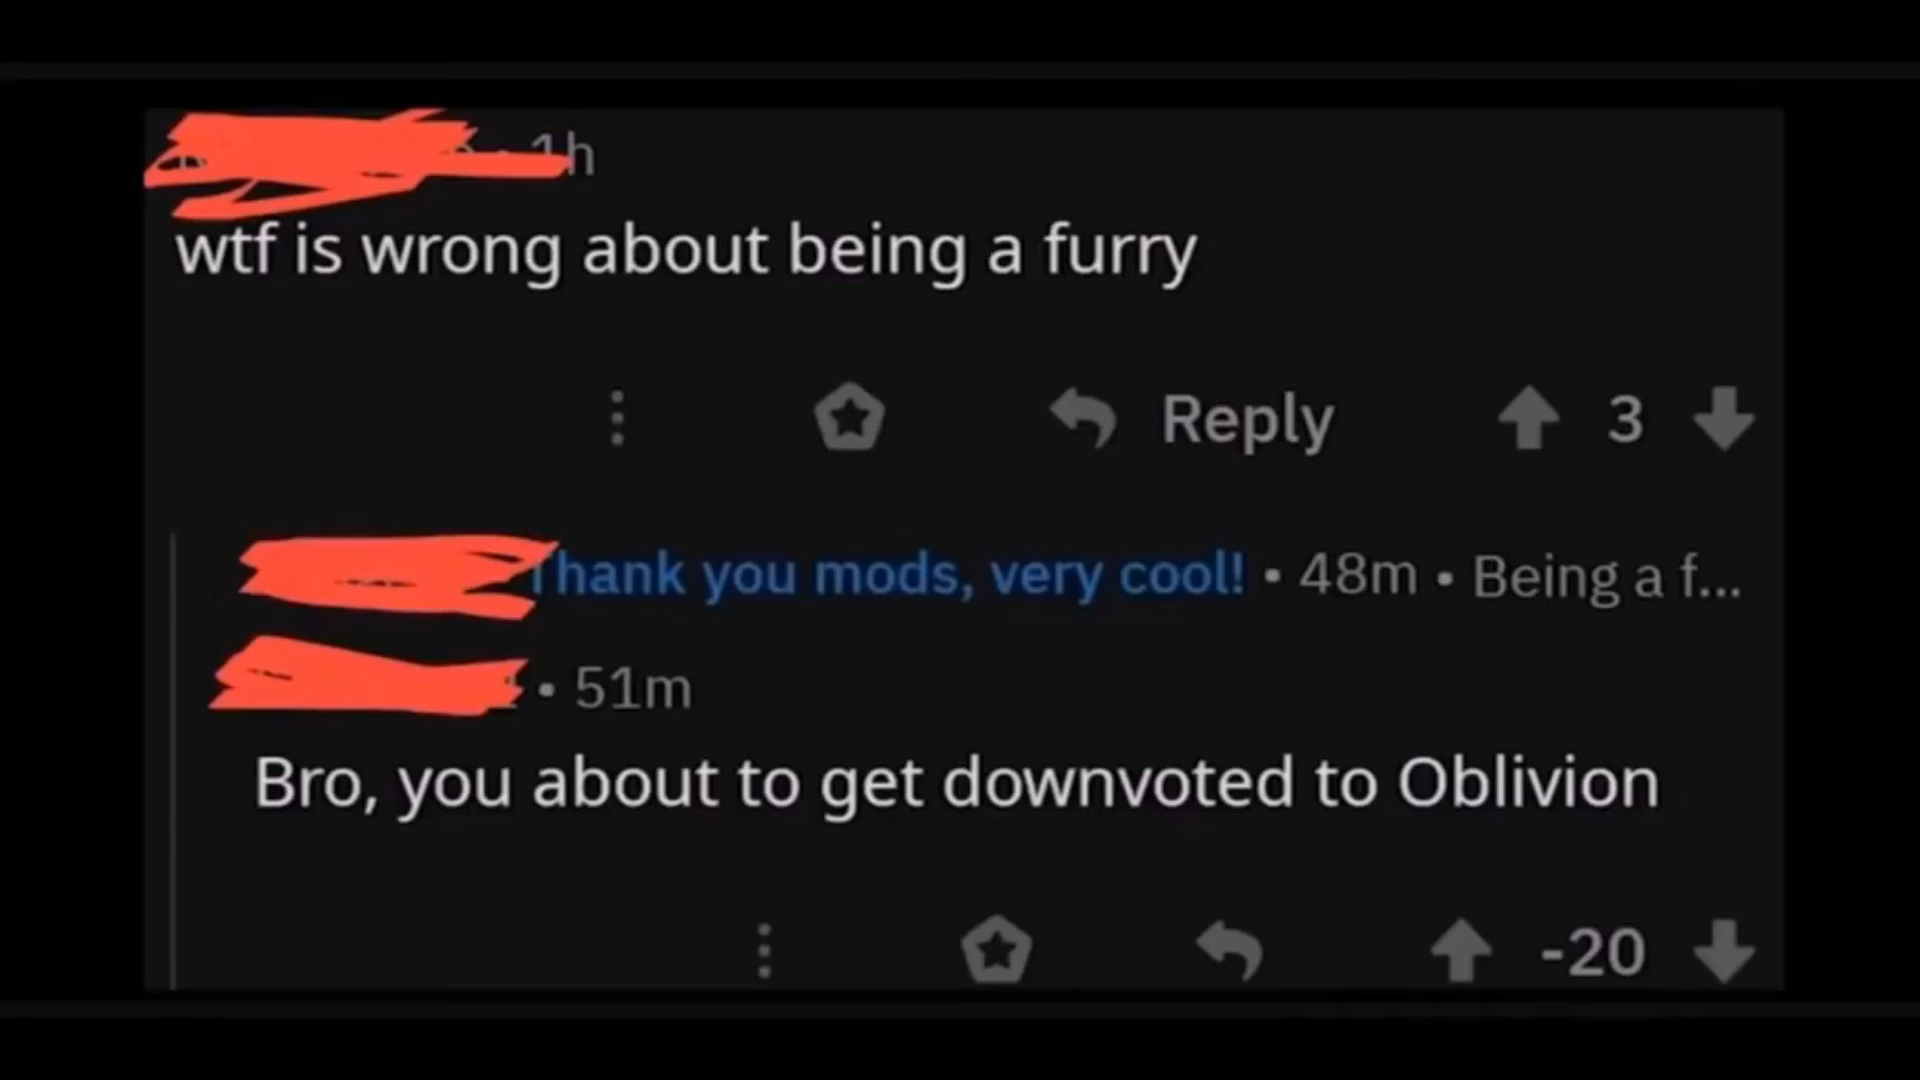 1h
wtf is wrong about being a furry
Reply 3
Thank you mods, very cool! • 48m • Being a f...
• 51m
Bro, you about to get downvoted to Oblivion
-20